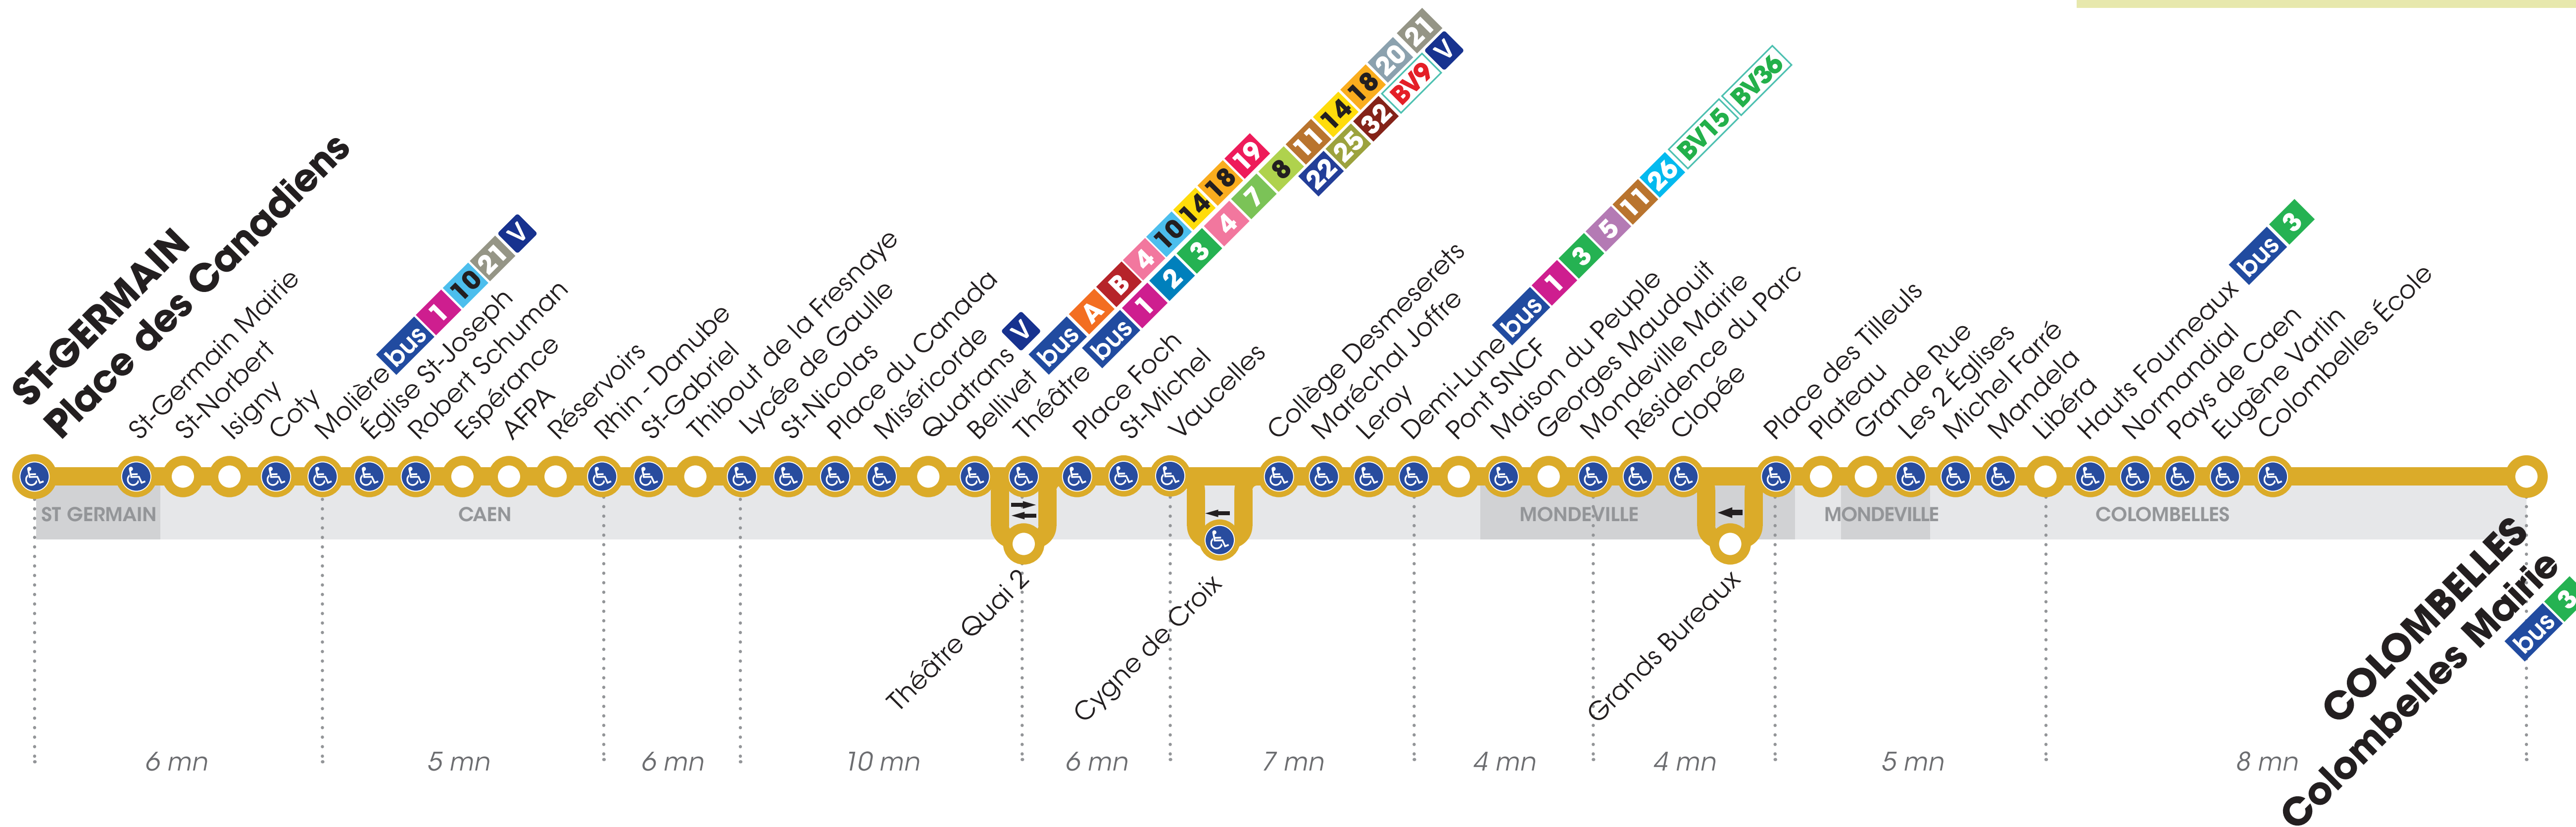 ST-GERMAIN
Place des Canadiens
St-Germain Mairie
St-Norbert
Isigny
Coty
Molière bus 1 10 21 V
Église St-Joseph
Robert Schuman
Espérance
AFPA
Réservoirs
Rhin - Danube
St-Gabriel
Thibout de la Fresnaye
Lycée de Gaulle
St-Nicolas
Place du Canada
Miséricorde
Quatrans V
Bellivet bus A B 4 10 14 18 19
Théâtre bus 1 2 3 4 7 8 11 14 18 20 21
22 25 32 BV9 V
Place Foch
St-Michel
Vaucelles
Collège Desmeserets
Maréchal Joffre
Leroy
Demi-Lune bus 1 3 5 11 26 BV15 BV36
Pont SNCF
Maison du Peuple
Georges Maudouit
Mondeville Mairie
Résidence du Parc
Clopée
Place des Tilleuls
Plateau
Grande Rue
Les 2 Églises
Michel Farré
Mandela
Libéra
Hauts Fourneaux bus 3
Normandial
Pays de Caen
Eugène Varlin
Colombelles École
ST GERMAIN
CAEN
MONDEVILLE
MONDEVILLE
COLOMBELLES
Théâtre Quai 2
Cygne de Croix
Grands Bureaux
COLOMBELLES
Colombelles Mairie
bus 3
6 mn
5 mn
6 mn
10 mn
6 mn
7 mn
4 mn
4 mn
5 mn
8 mn